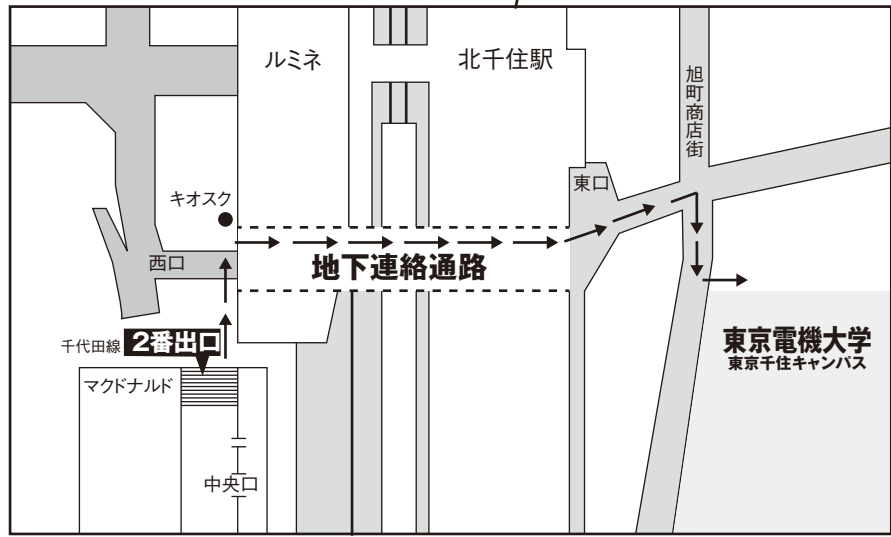 ルミネ
北千住駅
旭町商店街
キオスク
東口
西口
地下連絡通路
千代田線 2番出口
東京電機大学
東京千住キャンパス
マクドナルド
中央口